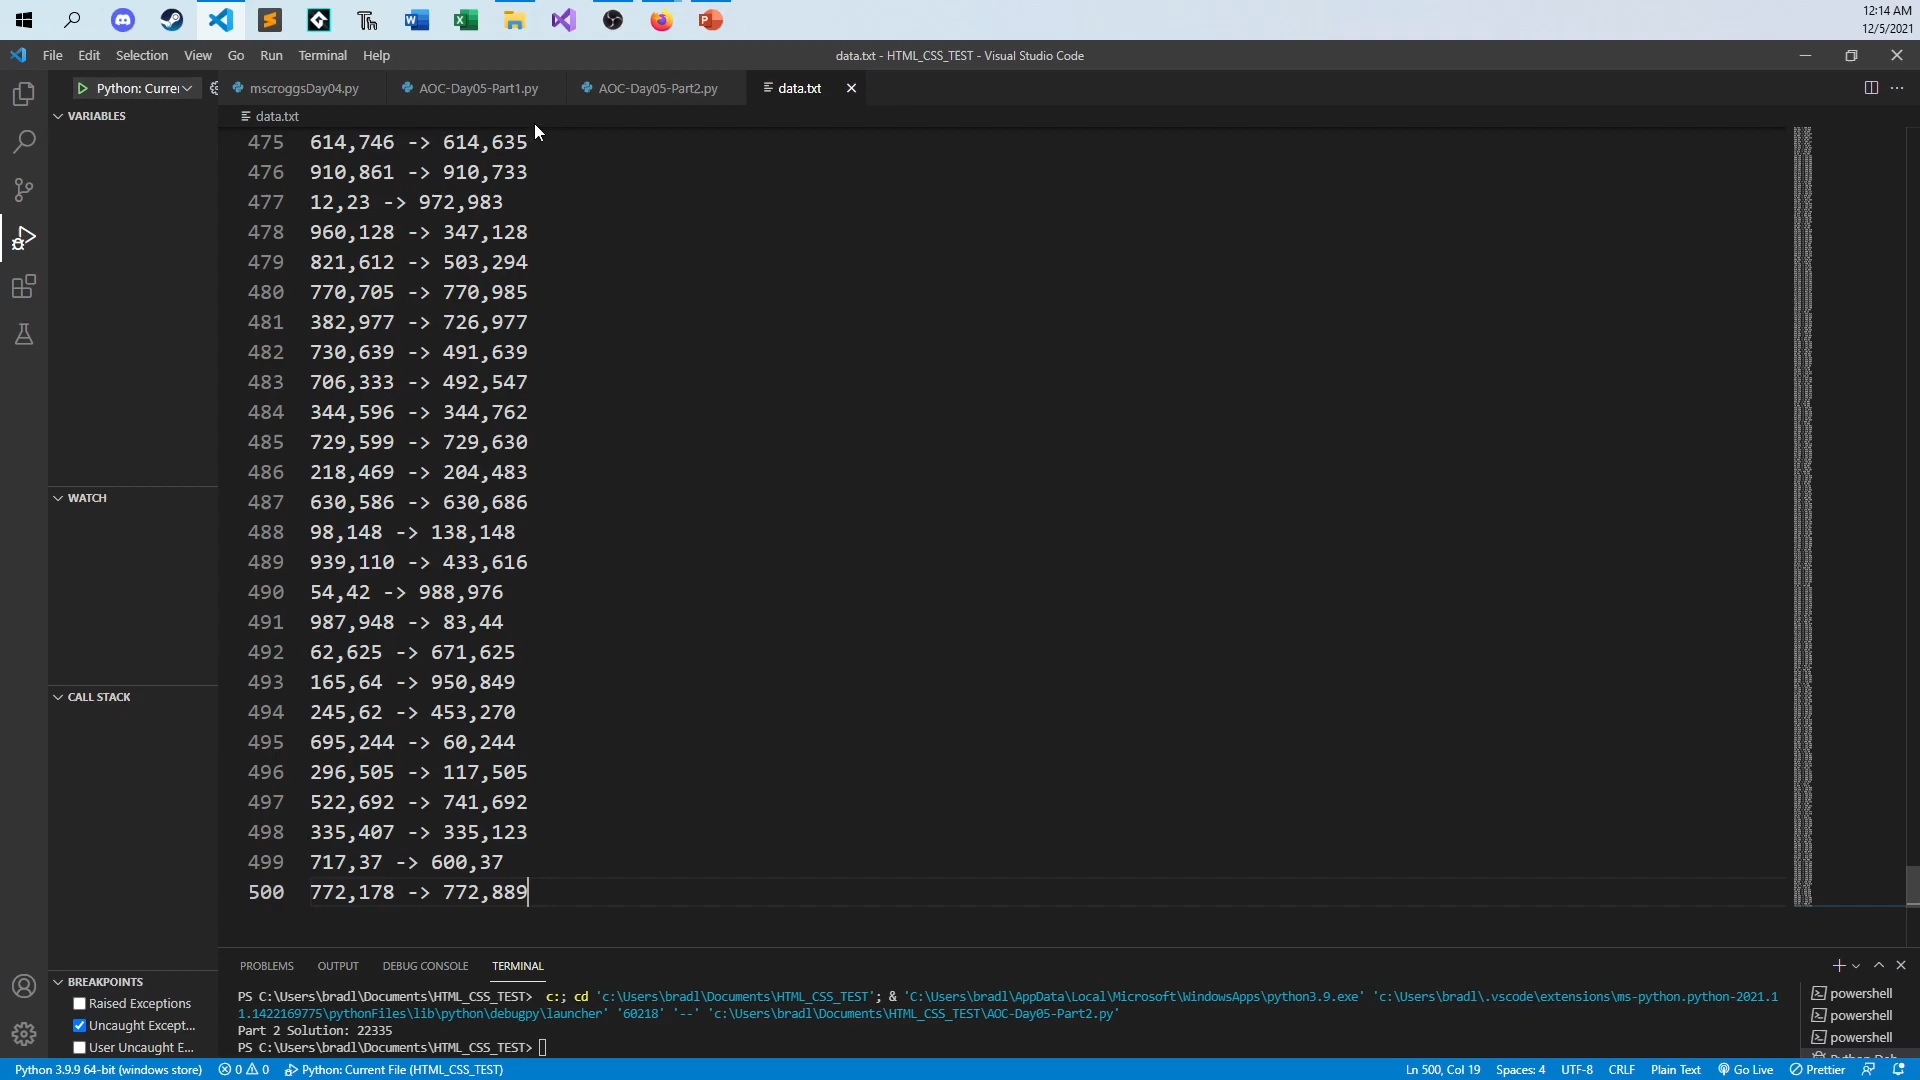 12:14 AM
12/5/2021
File Edit Selection View Go Run Terminal Help
data.txt - HTML_CSS_TEST - Visual Studio Code
Python: Currer
mscroggsDay04.py
AOC-Day05-Part1.py
AOC-Day05-Part2.py
data.txt
VARIABLES
data.txt
475 614,746 -> 614,635
476 910,861 -> 910,733
477 12,23 -> 972,983
478 960,128 -> 347,128
479 821,612 -> 503,294
480 770,705 -> 770,985
481 382,977 -> 726,977
482 730,639 -> 491,639
483 706,333 -> 492,547
484 344,596 -> 344,762
485 729,599 -> 729,630
486 218,469 -> 204,483
487 630,586 -> 630,686
488 98,148 -> 138,148
489 939,110 -> 433,616
490 54,42 -> 988,976
491 987,948 -> 83,44
492 62,625 -> 671,625
493 165,64 -> 950,849
494 245,62 -> 453,270
495 695,244 -> 60,244
496 296,505 -> 117,505
497 522,692 -> 741,692
498 335,407 -> 335,123
499 717,37 -> 600,37
500 772,178 -> 772,889
WATCH
CALL STACK
BREAKPOINTS
Raised Exceptions
Uncaught Except...
User Uncaught E...
PROBLEMS OUTPUT DEBUG CONSOLE TERMINAL
PS C:\Users\bradl\Documents\HTML_CSS_TEST> c:; cd 'c:\Users\bradl\Documents\HTML_CSS_TEST'; & 'C:\Users\bradl\AppData\Local\Microsoft\WindowsApps\python3.9.exe' 'c:\Users\bradl\.vscode\extensions\ms-python.python-2021.1
1.1422169775\pythonFiles\lib\python\debugpy\launcher' '60218' '--' 'c:\Users\bradl\Documents\HTML_CSS_TEST\AOC-Day05-Part2.py'
Part 2 Solution: 22335
PS C:\Users\bradl\Documents\HTML_CSS_TEST>
powershell
powershell
powershell
Python 3.9.9 64-bit (windows store) 0 0 Python: Current File (HTML_CSS_TEST)
Ln 500, Col 19 Spaces: 4 UTF-8 CRLF Plain Text Go Live Prettier